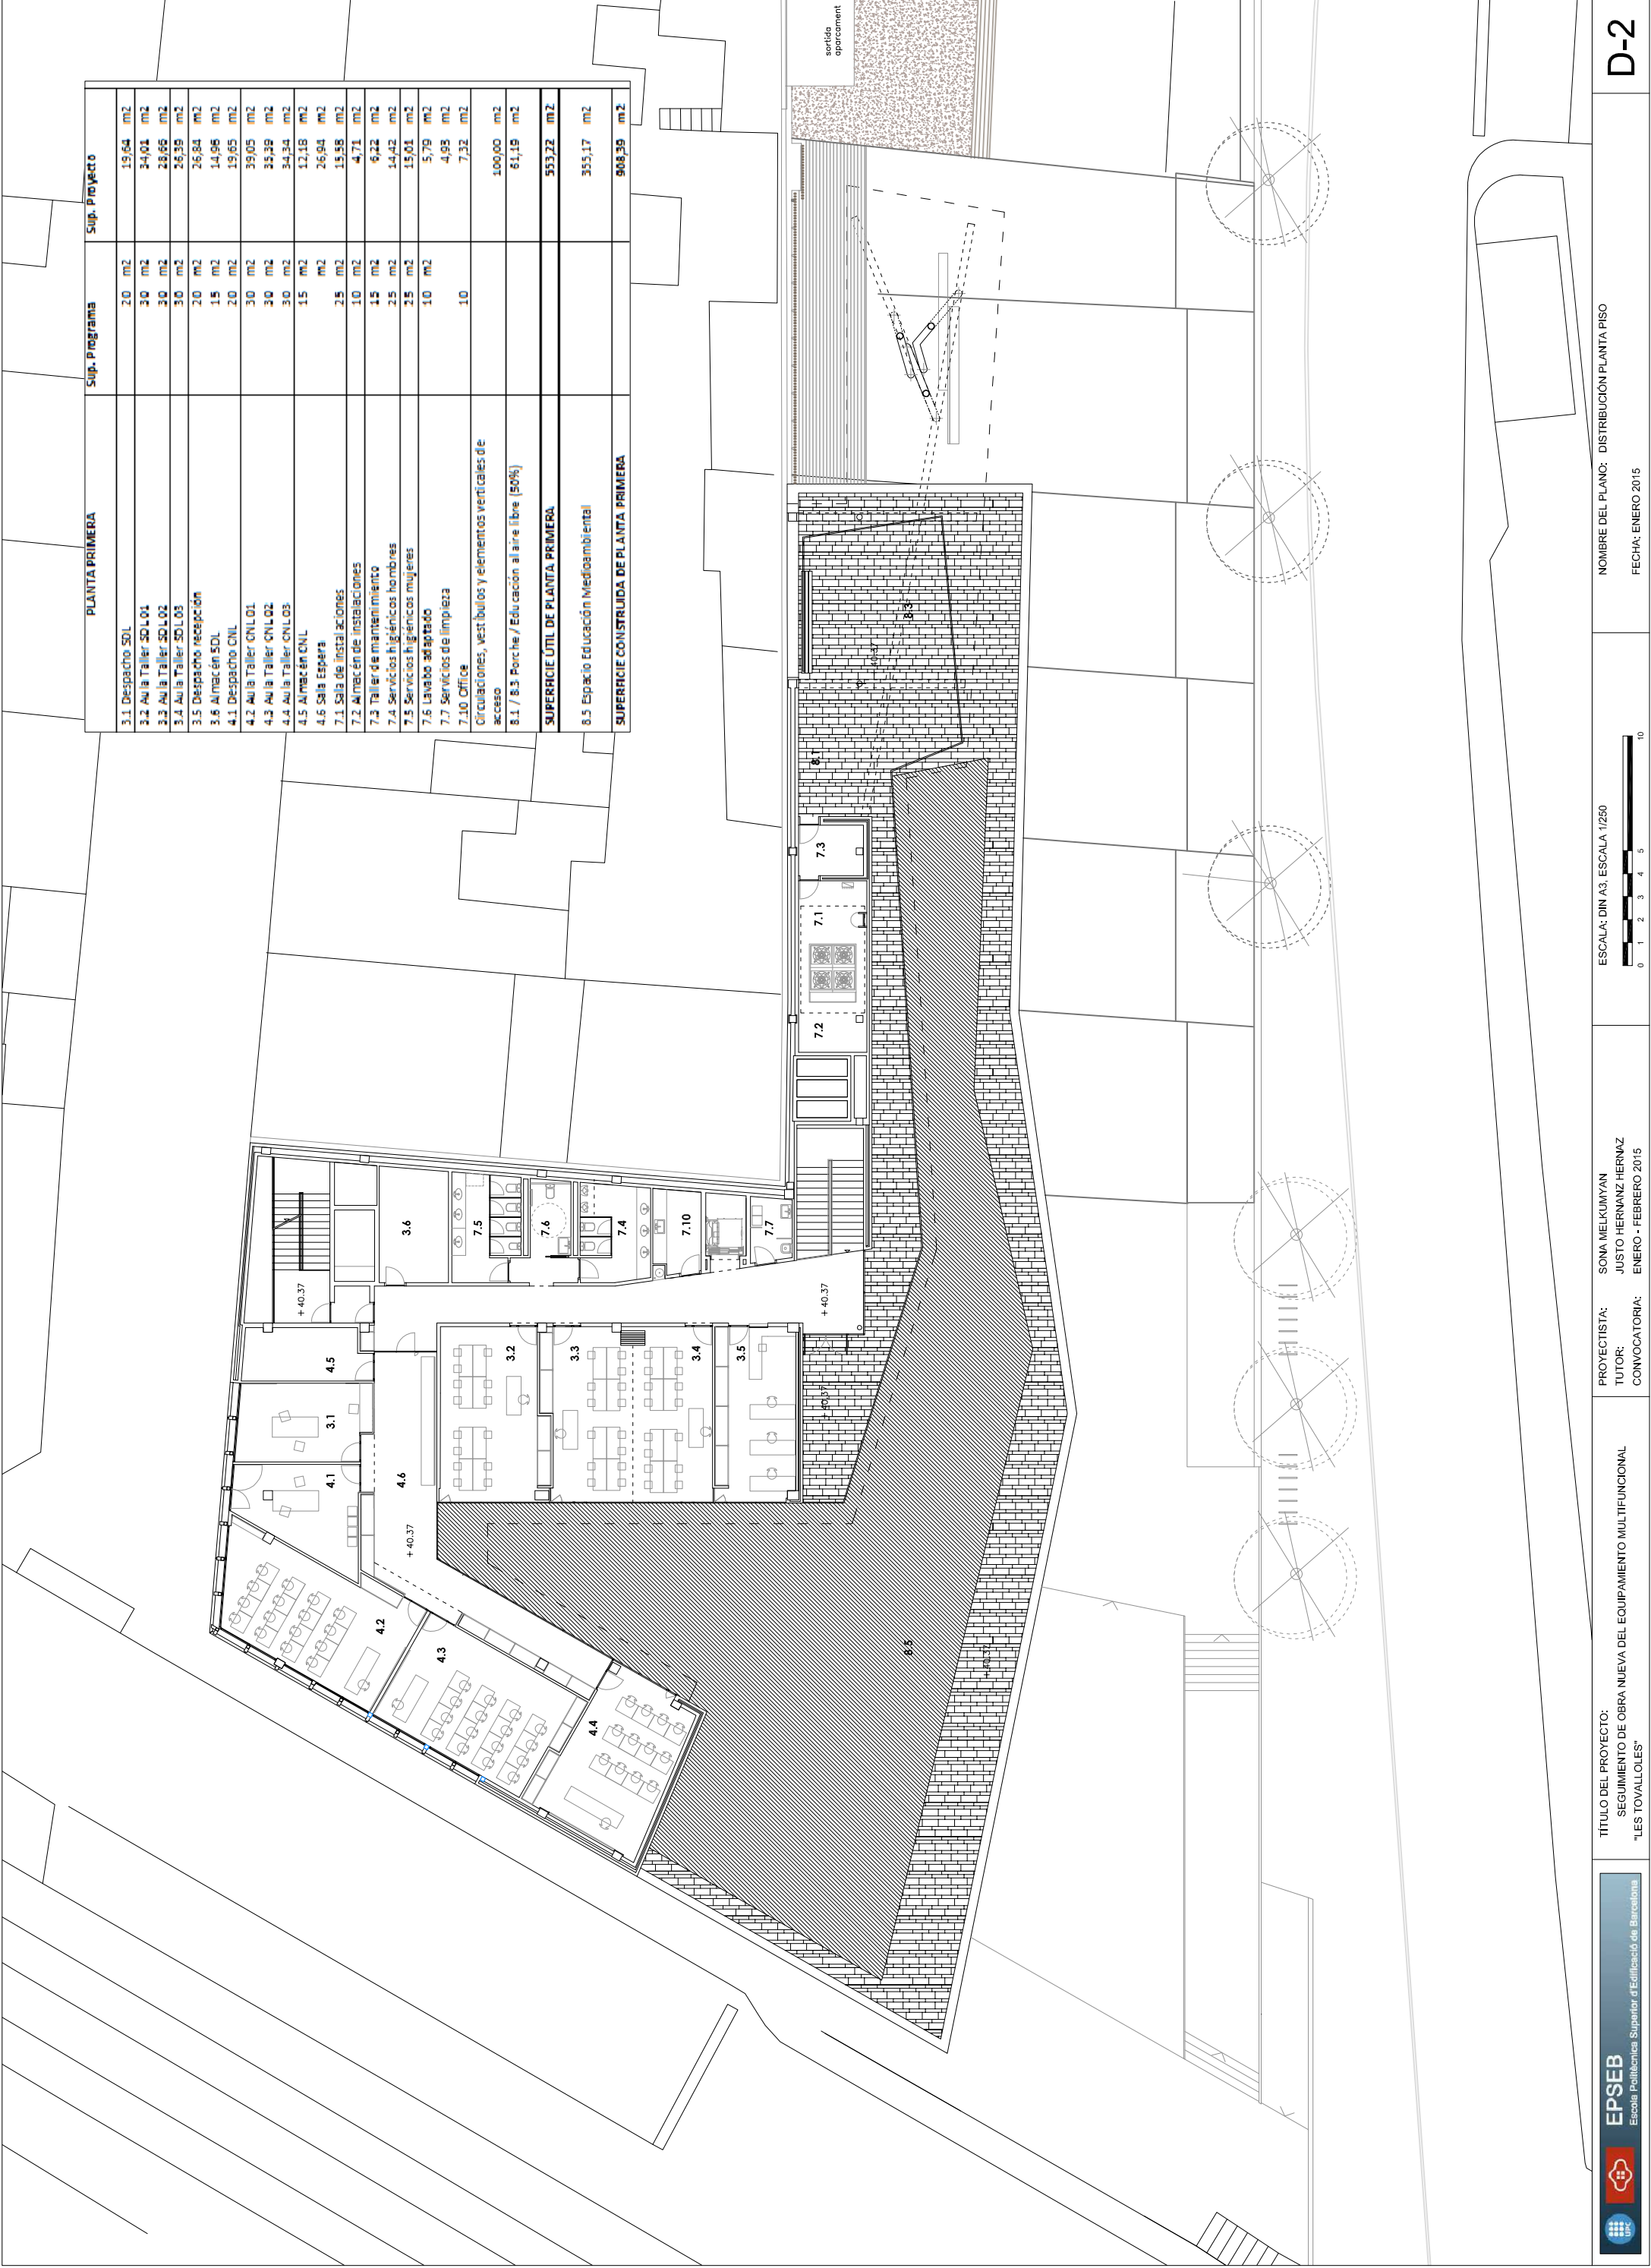 PLANTA PRIMERA Sup. Programa Sup. Proyecto
3.1 Despacho SDL 20 m2 19,64 m2
3.2 Aula Taller SDL 01 30 m2 34,01 m2
3.3 Aula Taller SDL 02 30 m2 28,66 m2
3.4 Aula Taller SDL 03 30 m2 26,39 m2
3.5 Despacho recepción 20 m2 26,84 m2
3.6 Almacén SDL 15 m2 14,96 m2
4.1 Despacho CNL 20 m2 19,65 m2
4.2 Aula Taller CNL 01 30 m2 39,05 m2
4.3 Aula Taller CNL 02 30 m2 35,39 m2
4.4 Aula Taller CNL 03 30 m2 34,34 m2
4.5 Almacén CNL 15 m2 12,18 m2
4.6 Sala Espera m2 26,94 m2
7.1 Sala de instalaciones 25 m2 15,58 m2
7.2 Almacén de instalaciones 10 m2 4,71 m2
7.3 Taller de mantenimiento 15 m2 6,22 m2
7.4 Servicios higiénicos hombres 25 m2 14,42 m2
7.5 Servicios higiénicos mujeres 25 m2 15,01 m2
7.6 Lavabo adaptado 10 m2 5,79 m2
7.7 Servicios de limpieza 4,93 m2
7.10 Office 10 7,32 m2
Circulaciones, vestíbulos y elementos verticales de
acceso 100,00 m2
8.1 / 8.3 Porche / Educación al aire libre (50%) 61,19 m2
SUPERFICIE ÚTIL DE PLANTA PRIMERA 553,22 m2
8.5 Espacio Educación Medioambiental 355,17 m2
SUPERFICIE CONSTRUIDA DE PLANTA PRIMERA 908,39 m2
sortida
aparcament
+ 40.37
3.6
7.5
7.6
7.4
7.10
7.7
4.5
3.1
4.1
4.6
+ 40.37
4.2
4.3
4.4
3.2
3.3
3.4
3.5
+ 40.37
+ 40.37
7.2
7.1
7.3
8.1
8.3
40.37
8.5
+ 40.37
EPSEB
Escola Politècnica Superior d'Edificació de Barcelona
UPC
TÍTULO DEL PROYECTO:
SEGUIMIENTO DE OBRA NUEVA DEL EQUIPAMIENTO MULTIFUNCIONAL
"LES TOVALLOLES"
PROYECTISTA: SONA MELKUMYAN
TUTOR: JUSTO HERNANZ HERNAZ
CONVOCATORIA: ENERO - FEBRERO 2015
ESCALA: DIN A3, ESCALA 1/250
0 1 2 3 4 5 10
NOMBRE DEL PLANO: DISTRIBUCIÓN PLANTA PISO
FECHA: ENERO 2015
D-2